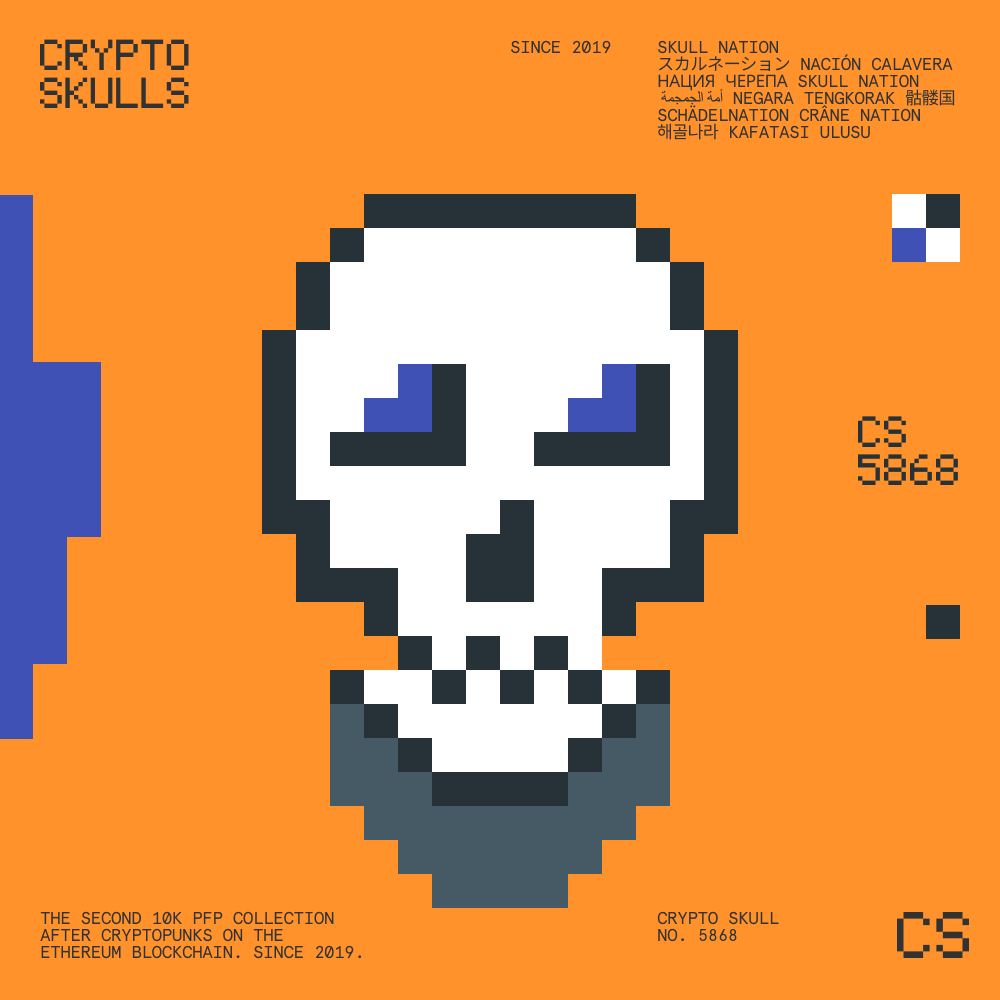 CRYPTO
SKULLS
SINCE 2019
SKULL NATION
スカルネーション NACIÓN CALAVERA
НАЦИЯ ЧЕРЕПА SKULL NATION
أمة الجمجمة NEGARA TENGKORAK 骷髅国
SCHÄDELNATION CRÂNE NATION
해골나라 KAFATASI ULUSU
CS
5868
THE SECOND 10K PFP COLLECTION
AFTER CRYPTOPUNKS ON THE
ETHEREUM BLOCKCHAIN. SINCE 2019.
CRYPTO SKULL
NO. 5868
CS